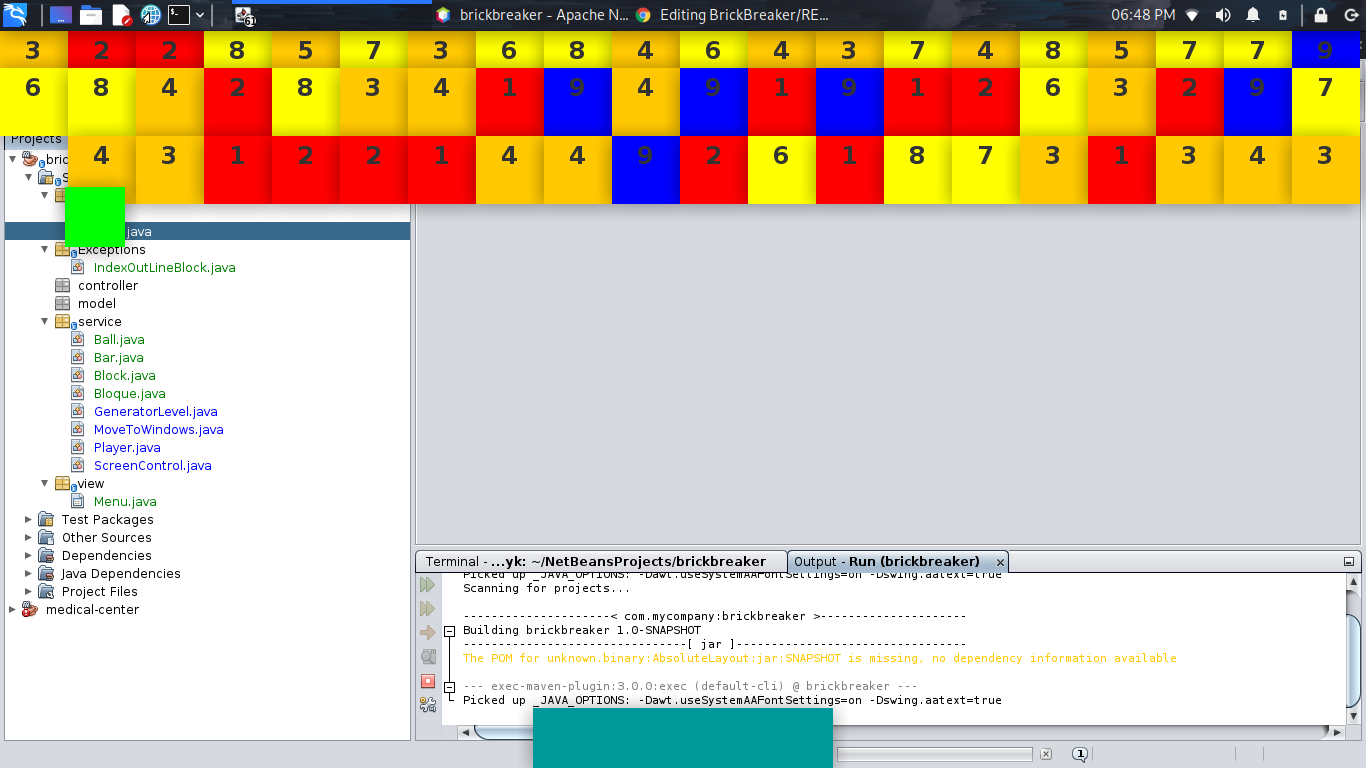 61
brickbreaker - Apache N...
Editing BrickBreaker/RE...
06:48 PM
3 2 2 8 5 7 3 6 8 4 6 4 3 7 4 8 5 7 7 9
6 8 4 2 8 3 4 1 9 4 9 1 9 1 2 6 3 2 9 7
4 3 1 2 2 1 4 4 9 2 6 1 8 7 3 1 3 4 3
Projects
java
Exceptions
IndexOutLineBlock.java
controller
model
service
Ball.java
Bar.java
Block.java
Bloque.java
GeneratorLevel.java
MoveToWindows.java
Player.java
ScreenControl.java
view
Menu.java
Test Packages
Other Sources
Dependencies
Java Dependencies
Project Files
medical-center
Terminal - ...yk: ~/NetBeansProjects/brickbreaker
Output - Run (brickbreaker)
Picked up _JAVA_OPTIONS: -Dawt.useSystemAAFontSettings=on -Dswing.aatext=true
Scanning for projects...
---------------------< com.mycompany:brickbreaker >---------------------
Building brickbreaker 1.0-SNAPSHOT
--------------------------------[ jar ]---------------------------------
The POM for unknown.binary:AbsoluteLayout:jar:SNAPSHOT is missing, no dependency information available
--- exec-maven-plugin:3.0.0:exec (default-cli) @ brickbreaker ---
Picked up _JAVA_OPTIONS: -Dawt.useSystemAAFontSettings=on -Dswing.aatext=true
1